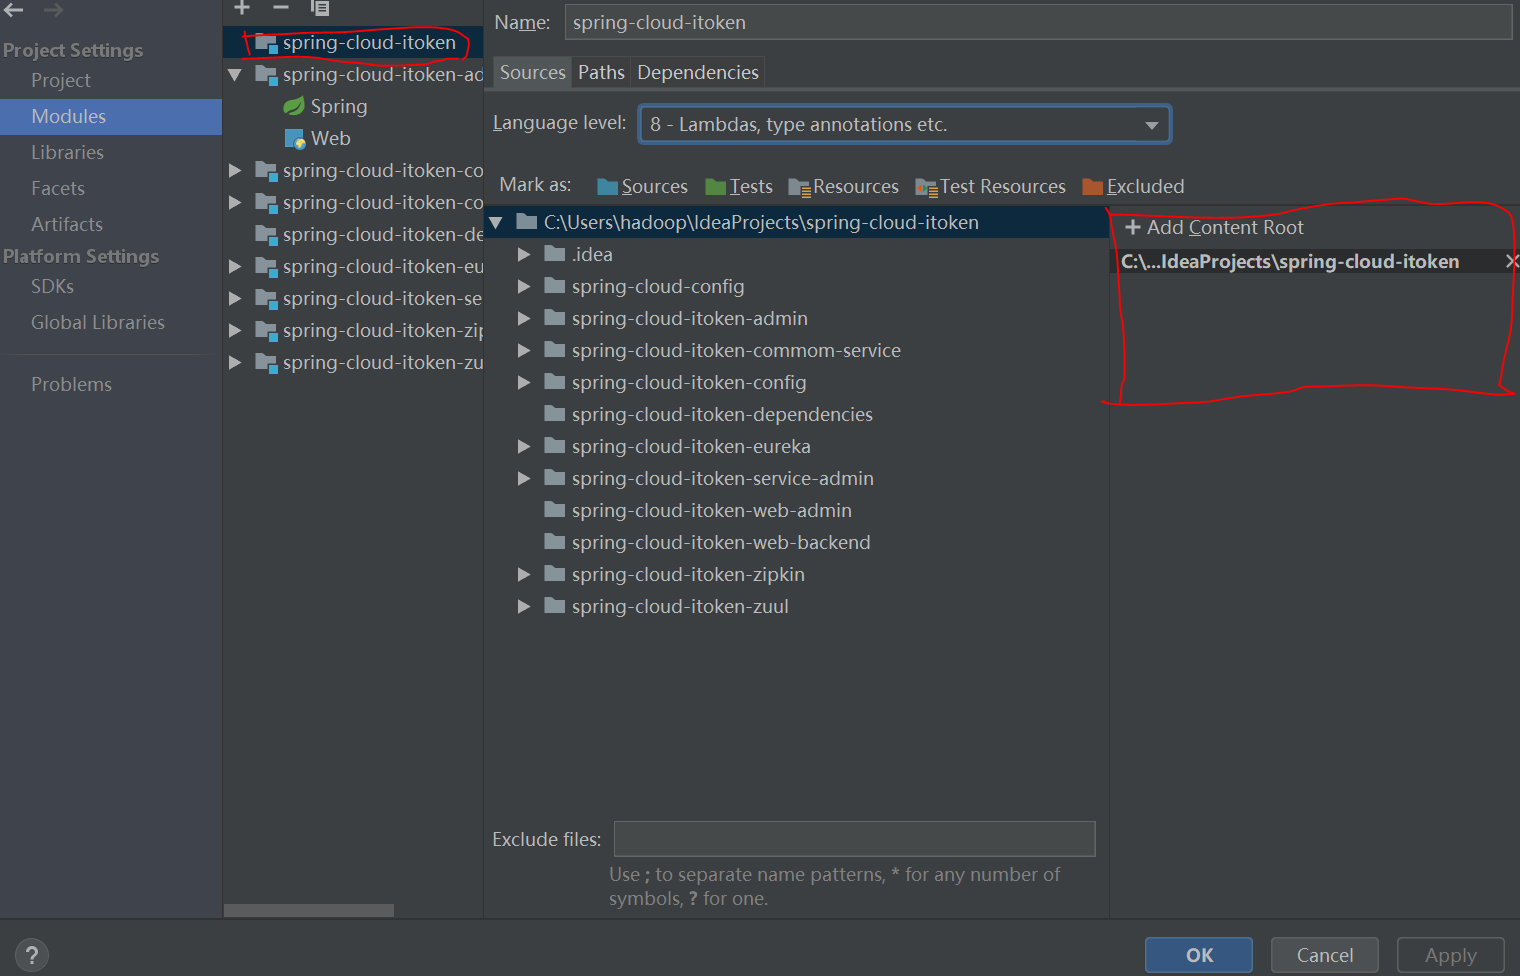 Project Settings
Project
Modules
Libraries
Facets
Artifacts
Platform Settings
SDKs
Global Libraries
Problems
spring-cloud-itoken
spring-cloud-itoken-ad
Spring
Web
spring-cloud-itoken-co
spring-cloud-itoken-co
spring-cloud-itoken-de
spring-cloud-itoken-eu
spring-cloud-itoken-se
spring-cloud-itoken-zip
spring-cloud-itoken-zu
Name: spring-cloud-itoken
Sources Paths Dependencies
Language level: 8 - Lambdas, type annotations etc.
Mark as: Sources Tests Resources Test Resources Excluded
C:\Users\hadoop\IdeaProjects\spring-cloud-itoken
.idea
spring-cloud-config
spring-cloud-itoken-admin
spring-cloud-itoken-commom-service
spring-cloud-itoken-config
spring-cloud-itoken-dependencies
spring-cloud-itoken-eureka
spring-cloud-itoken-service-admin
spring-cloud-itoken-web-admin
spring-cloud-itoken-web-backend
spring-cloud-itoken-zipkin
spring-cloud-itoken-zuul
+ Add Content Root
C:\...IdeaProjects\spring-cloud-itoken
Exclude files:
Use ; to separate name patterns, * for any number of
symbols, ? for one.
?
OK Cancel Apply